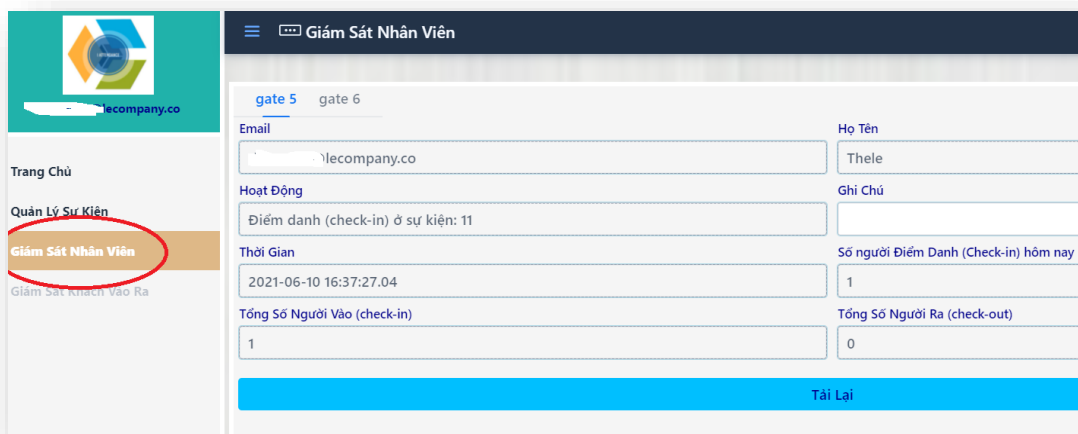 lecompany.co
Trang Chủ
Quản Lý Sự Kiện
Giám Sát Nhân Viên
Giám Sát Khách Vào Ra
Giám Sát Nhân Viên
gate 5 gate 6
Email
lecompany.co
Họ Tên
Thele
Hoạt Động
Điểm danh (check-in) ở sự kiện: 11
Ghi Chú
Thời Gian
2021-06-10 16:37:27.04
Số người Điểm Danh (Check-in) hôm nay
1
Tổng Số Người Vào (check-in)
1
Tổng Số Người Ra (check-out)
0
Tải Lại